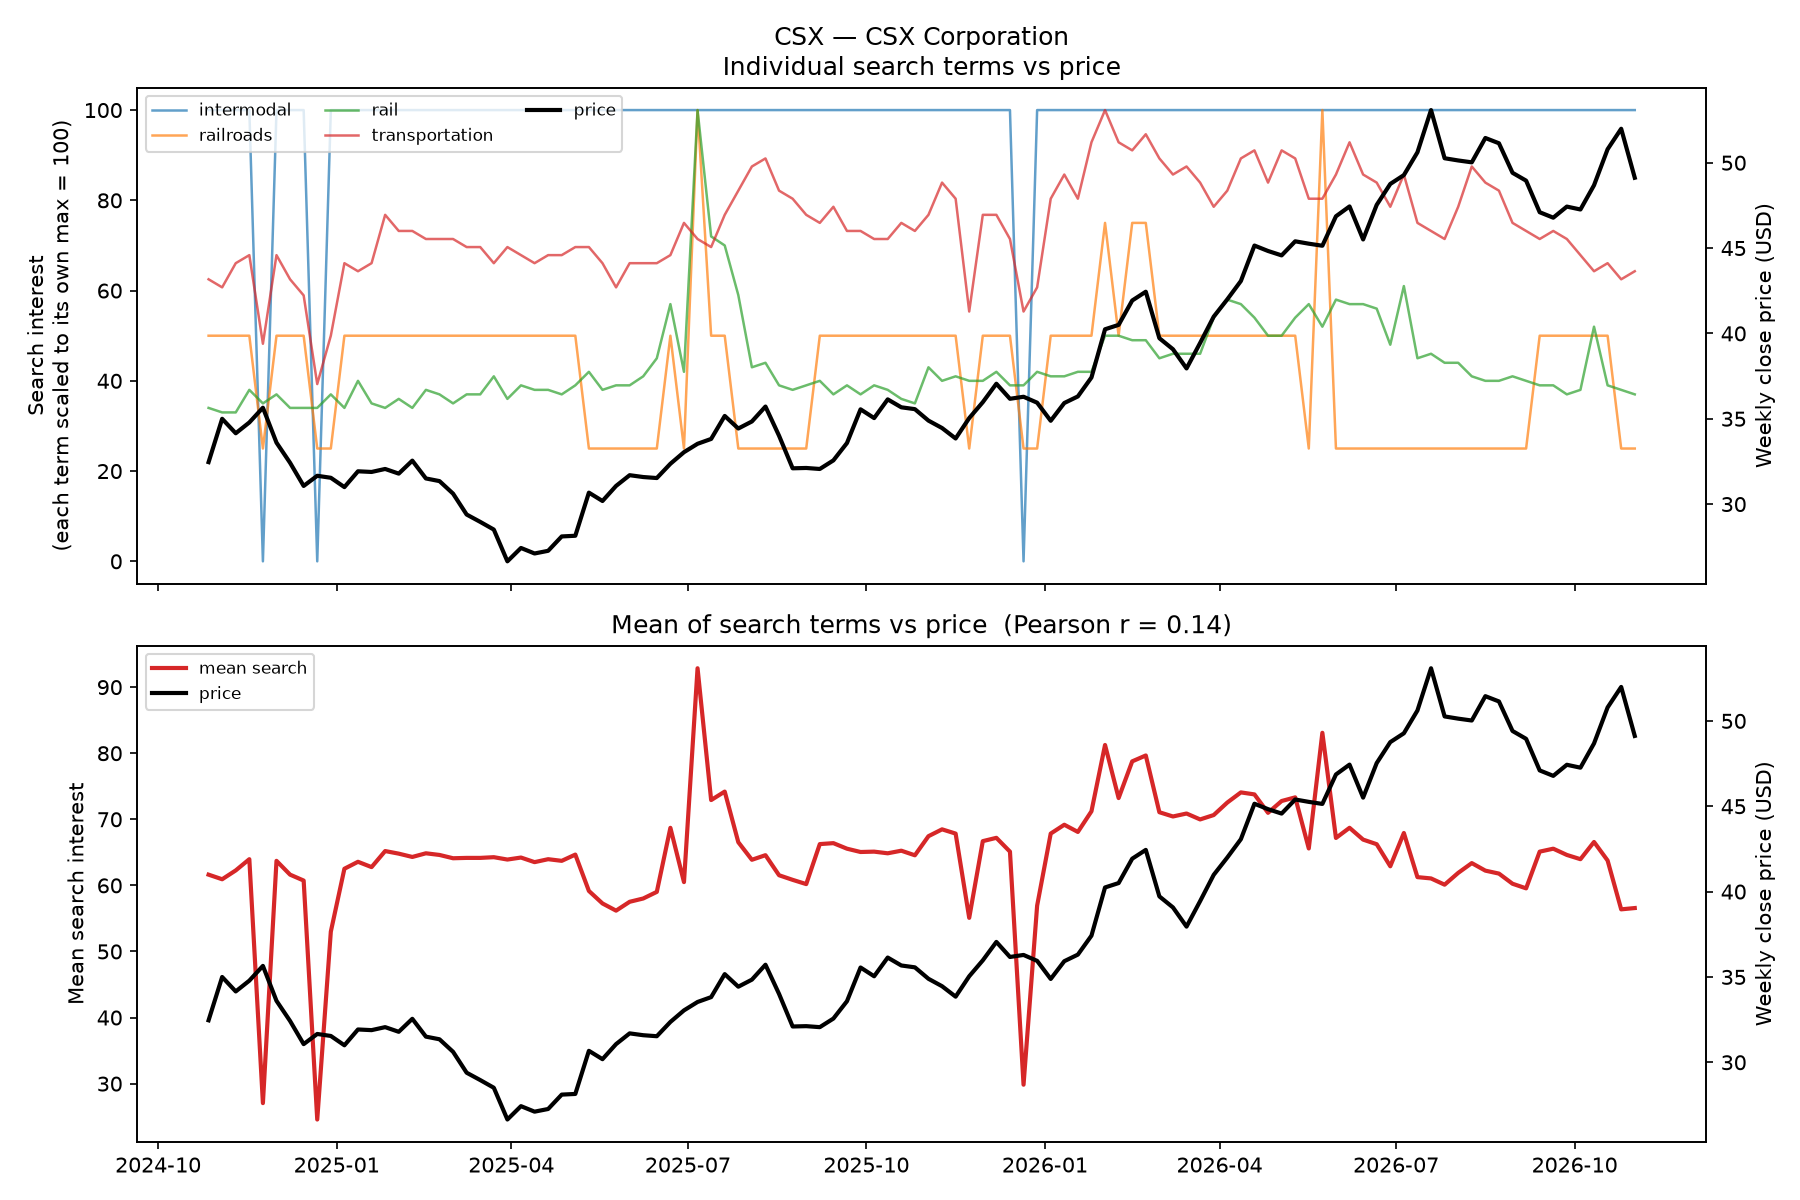 CSX — CSX Corporation
Individual search terms vs price
intermodal
railroads
rail
transportation
price
Search interest
(each term scaled to its own max = 100)
100
80
60
40
20
0
50
45
40
35
30
Weekly close price (USD)
Mean of search terms vs price (Pearson r = 0.14)
mean search
price
Mean search interest
90
80
70
60
50
40
30
50
45
40
35
30
Weekly close price (USD)
2024-10
2025-01
2025-04
2025-07
2025-10
2026-01
2026-04
2026-07
2026-10